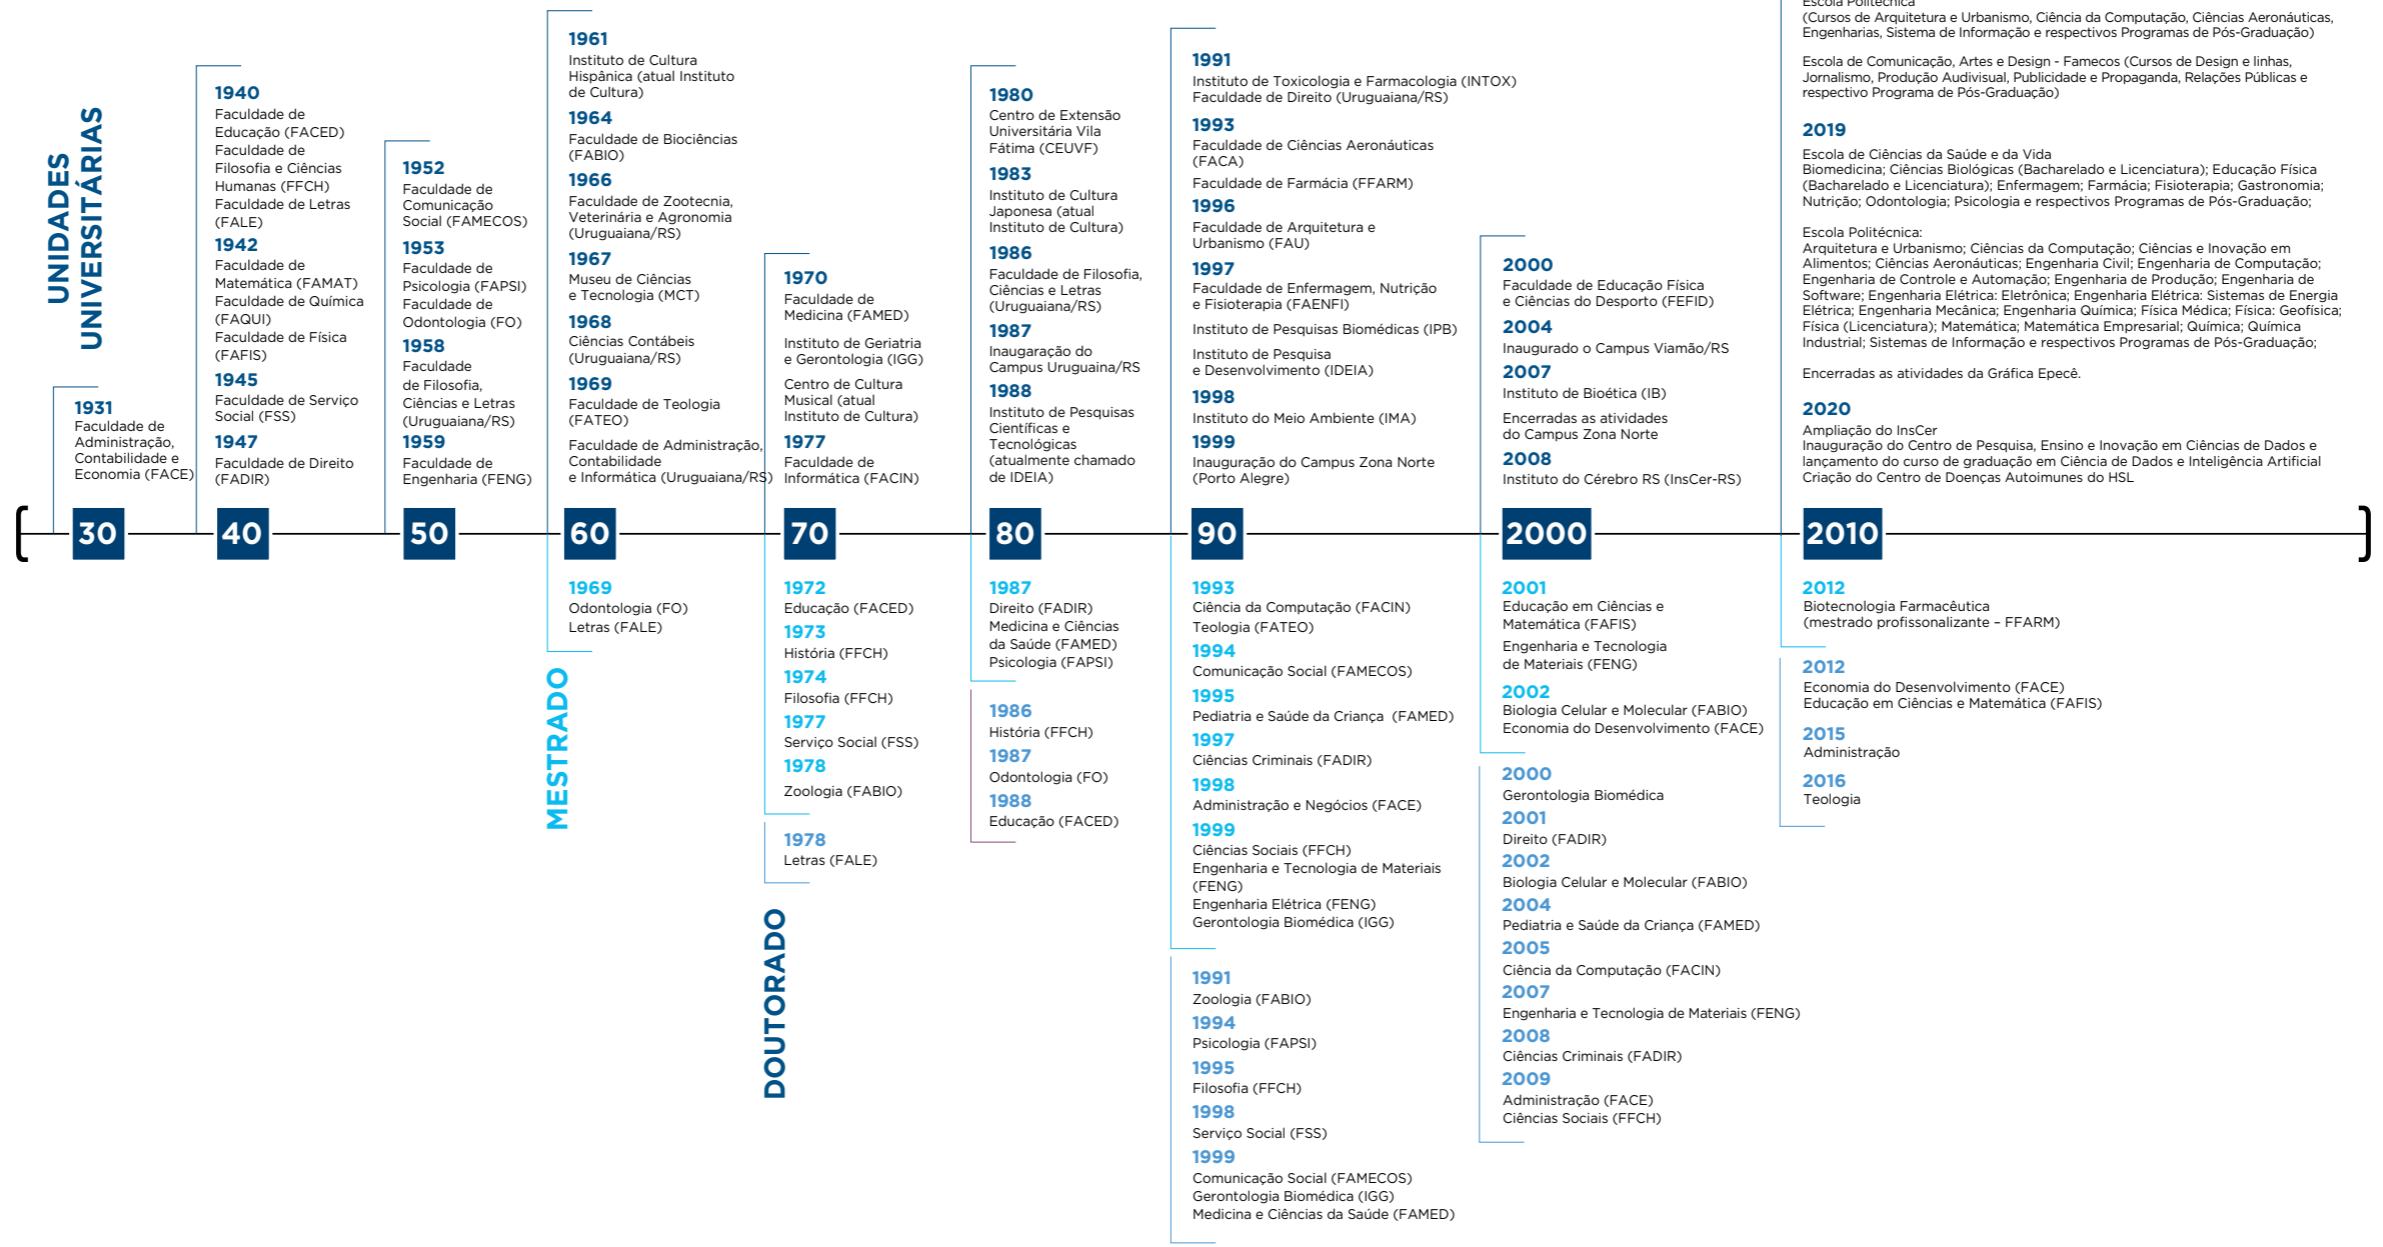 UNIDADES
UNIVERSITÁRIAS
1931
Faculdade de
Administração,
Contabilidade e
Economia (FACE)
1940
Faculdade de
Educação (FACED)
Faculdade de
Filosofia e Ciências
Humanas (FFCH)
Faculdade de Letras
(FALE)
1942
Faculdade de
Matemática (FAMAT)
Faculdade de Química
(FAQUI)
Faculdade de Física
(FAFIS)
1945
Faculdade de Serviço
Social (FSS)
1947
Faculdade de Direito
(FADIR)
1952
Faculdade de
Comunicação
Social (FAMECOS)
1953
Faculdade de
Psicologia (FAPSI)
Faculdade de
Odontologia (FO)
1958
Faculdade
de Filosofia,
Ciências e Letras
(Uruguaiana/RS)
1959
Faculdade de
Engenharia (FENG)
1961
Instituto de Cultura
Hispânica (atual Instituto
de Cultura)
1964
Faculdade de Biociências
(FABIO)
1966
Faculdade de Zootecnia,
Veterinária e Agronomia
(Uruguaiana/RS)
1967
Museu de Ciências
e Tecnologia (MCT)
1968
Ciências Contábeis
(Uruguaiana/RS)
1969
Faculdade de Teologia
(FATEO)
Faculdade de Administração,
Contabilidade
e Informática (Uruguaiana/RS)
1970
Faculdade de
Medicina (FAMED)
Instituto de Geriatria
e Gerontologia (IGG)
Centro de Cultura
Musical (atual
Instituto de Cultura)
1977
Faculdade de
Informática (FACIN)
1980
Centro de Extensão
Universitária Vila
Fátima (CEUVF)
1983
Instituto de Cultura
Japonesa (atual
Instituto de Cultura)
1986
Faculdade de Filosofia,
Ciências e Letras
(Uruguaiana/RS)
1987
Inaugaração do
Campus Uruguaina/RS
1988
Instituto de Pesquisas
Científicas e
Tecnológicas
(atualmente chamado
de IDEIA)
1991
Instituto de Toxicologia e Farmacologia (INTOX)
Faculdade de Direito (Uruguaiana/RS)
1993
Faculdade de Ciências Aeronáuticas
(FACA)
Faculdade de Farmácia (FFARM)
1996
Faculdade de Arquitetura e
Urbanismo (FAU)
1997
Faculdade de Enfermagem, Nutrição
e Fisioterapia (FAENFI)
Instituto de Pesquisas Biomédicas (IPB)
Instituto de Pesquisa
e Desenvolvimento (IDEIA)
1998
Instituto do Meio Ambiente (IMA)
1999
Inauguração do Campus Zona Norte
(Porto Alegre)
2000
Faculdade de Educação Física
e Ciências do Desporto (FEFID)
2004
Inaugurado o Campus Viamão/RS
2007
Instituto de Bioética (IB)
Encerradas as atividades
do Campus Zona Norte
2008
Instituto do Cérebro RS (InsCer-RS)
Escola Politécnica
(Cursos de Arquitetura e Urbanismo, Ciência da Computação, Ciências Aeronáuticas,
Engenharias, Sistema de Informação e respectivos Programas de Pós-Graduação)
Escola de Comunicação, Artes e Design - Famecos (Cursos de Design e linhas,
Jornalismo, Produção Audivisual, Publicidade e Propaganda, Relações Públicas e
respectivo Programa de Pós-Graduação)
2019
Escola de Ciências da Saúde e da Vida
Biomedicina; Ciências Biológicas (Bacharelado e Licenciatura); Educação Física
(Bacharelado e Licenciatura); Enfermagem; Farmácia; Fisioterapia; Gastronomia;
Nutrição; Odontologia; Psicologia e respectivos Programas de Pós-Graduação;
Escola Politécnica:
Arquitetura e Urbanismo; Ciências da Computação; Ciências e Inovação em
Alimentos; Ciências Aeronáuticas; Engenharia Civil; Engenharia de Computação;
Engenharia de Controle e Automação; Engenharia de Produção; Engenharia de
Software; Engenharia Elétrica: Eletrônica; Engenharia Elétrica: Sistemas de Energia
Elétrica; Engenharia Mecânica; Engenharia Química; Física Médica; Física: Geofísica;
Física (Licenciatura); Matemática; Matemática Empresarial; Química; Química
Industrial; Sistemas de Informação e respectivos Programas de Pós-Graduação;
Encerradas as atividades da Gráfica Epecê.
2020
Ampliação do InsCer
Inauguração do Centro de Pesquisa, Ensino e Inovação em Ciências de Dados e
lançamento do curso de graduação em Ciência de Dados e Inteligência Artificial
Criação do Centro de Doenças Autoimunes do HSL
30
40
50
60
70
80
90
2000
2010
MESTRADO
1969
Odontologia (FO)
Letras (FALE)
1972
Educação (FACED)
1973
História (FFCH)
1974
Filosofia (FFCH)
1977
Serviço Social (FSS)
1978
Zoologia (FABIO)
1987
Direito (FADIR)
Medicina e Ciências
da Saúde (FAMED)
Psicologia (FAPSI)
1993
Ciência da Computação (FACIN)
Teologia (FATEO)
1994
Comunicação Social (FAMECOS)
1995
Pediatria e Saúde da Criança (FAMED)
1997
Ciências Criminais (FADIR)
1998
Administração e Negócios (FACE)
1999
Ciências Sociais (FFCH)
Engenharia e Tecnologia de Materiais
(FENG)
Engenharia Elétrica (FENG)
Gerontologia Biomédica (IGG)
2001
Educação em Ciências e
Matemática (FAFIS)
Engenharia e Tecnologia
de Materiais (FENG)
2002
Biologia Celular e Molecular (FABIO)
Economia do Desenvolvimento (FACE)
2012
Biotecnologia Farmacêutica
(mestrado profissonalizante – FFARM)
DOUTORADO
1978
Letras (FALE)
1986
História (FFCH)
1987
Odontologia (FO)
1988
Educação (FACED)
1991
Zoologia (FABIO)
1994
Psicologia (FAPSI)
1995
Filosofia (FFCH)
1998
Serviço Social (FSS)
1999
Comunicação Social (FAMECOS)
Gerontologia Biomédica (IGG)
Medicina e Ciências da Saúde (FAMED)
2000
Gerontologia Biomédica
2001
Direito (FADIR)
2002
Biologia Celular e Molecular (FABIO)
2004
Pediatria e Saúde da Criança (FAMED)
2005
Ciência da Computação (FACIN)
2007
Engenharia e Tecnologia de Materiais (FENG)
2008
Ciências Criminais (FADIR)
2009
Administração (FACE)
Ciências Sociais (FFCH)
2012
Economia do Desenvolvimento (FACE)
Educação em Ciências e Matemática (FAFIS)
2015
Administração
2016
Teologia